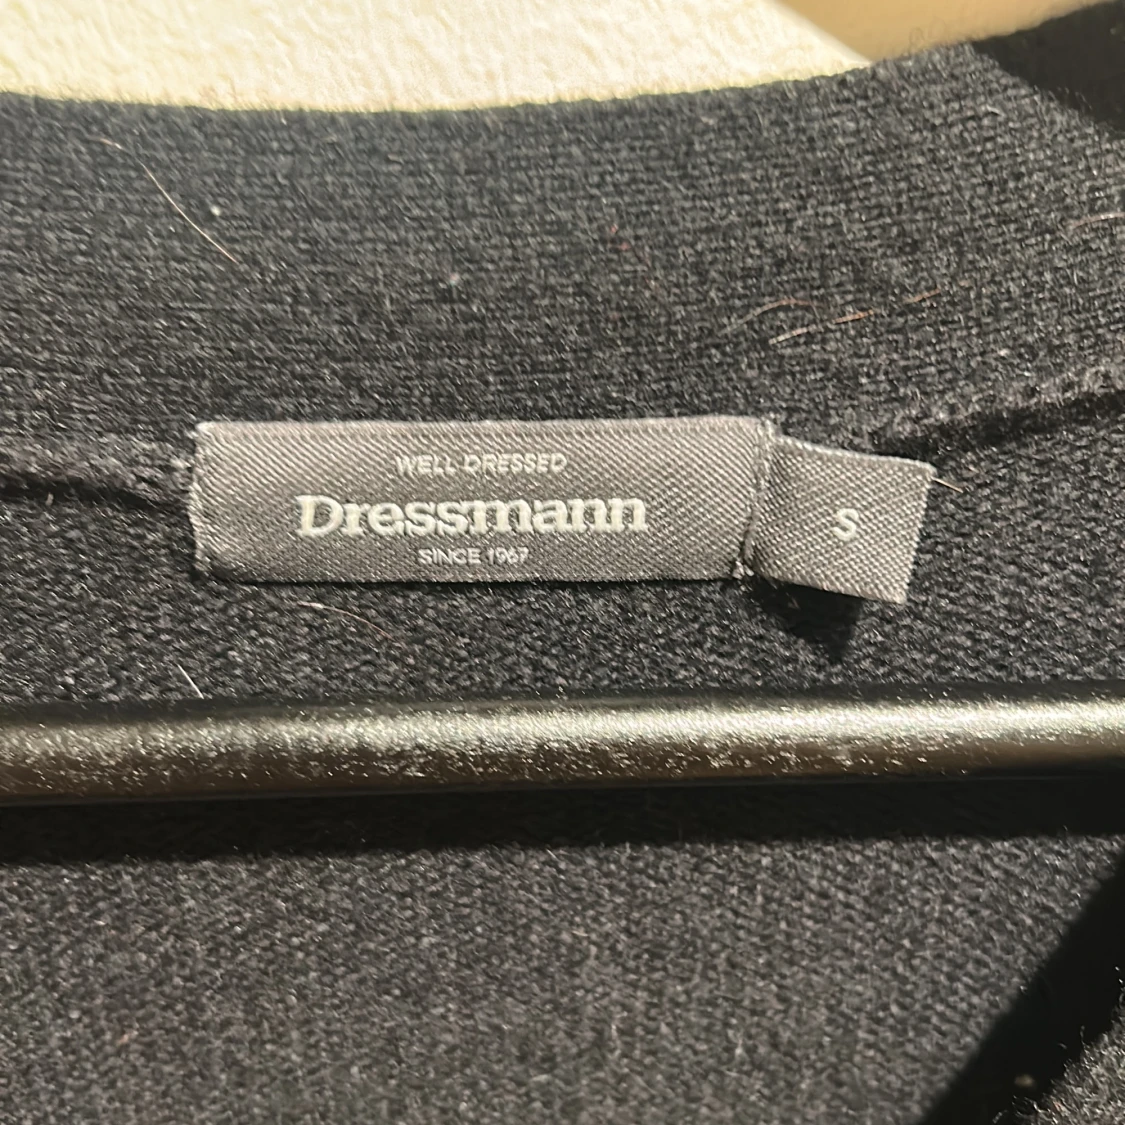 WELL DRESSED
Dressmann
SINCE 1967
S